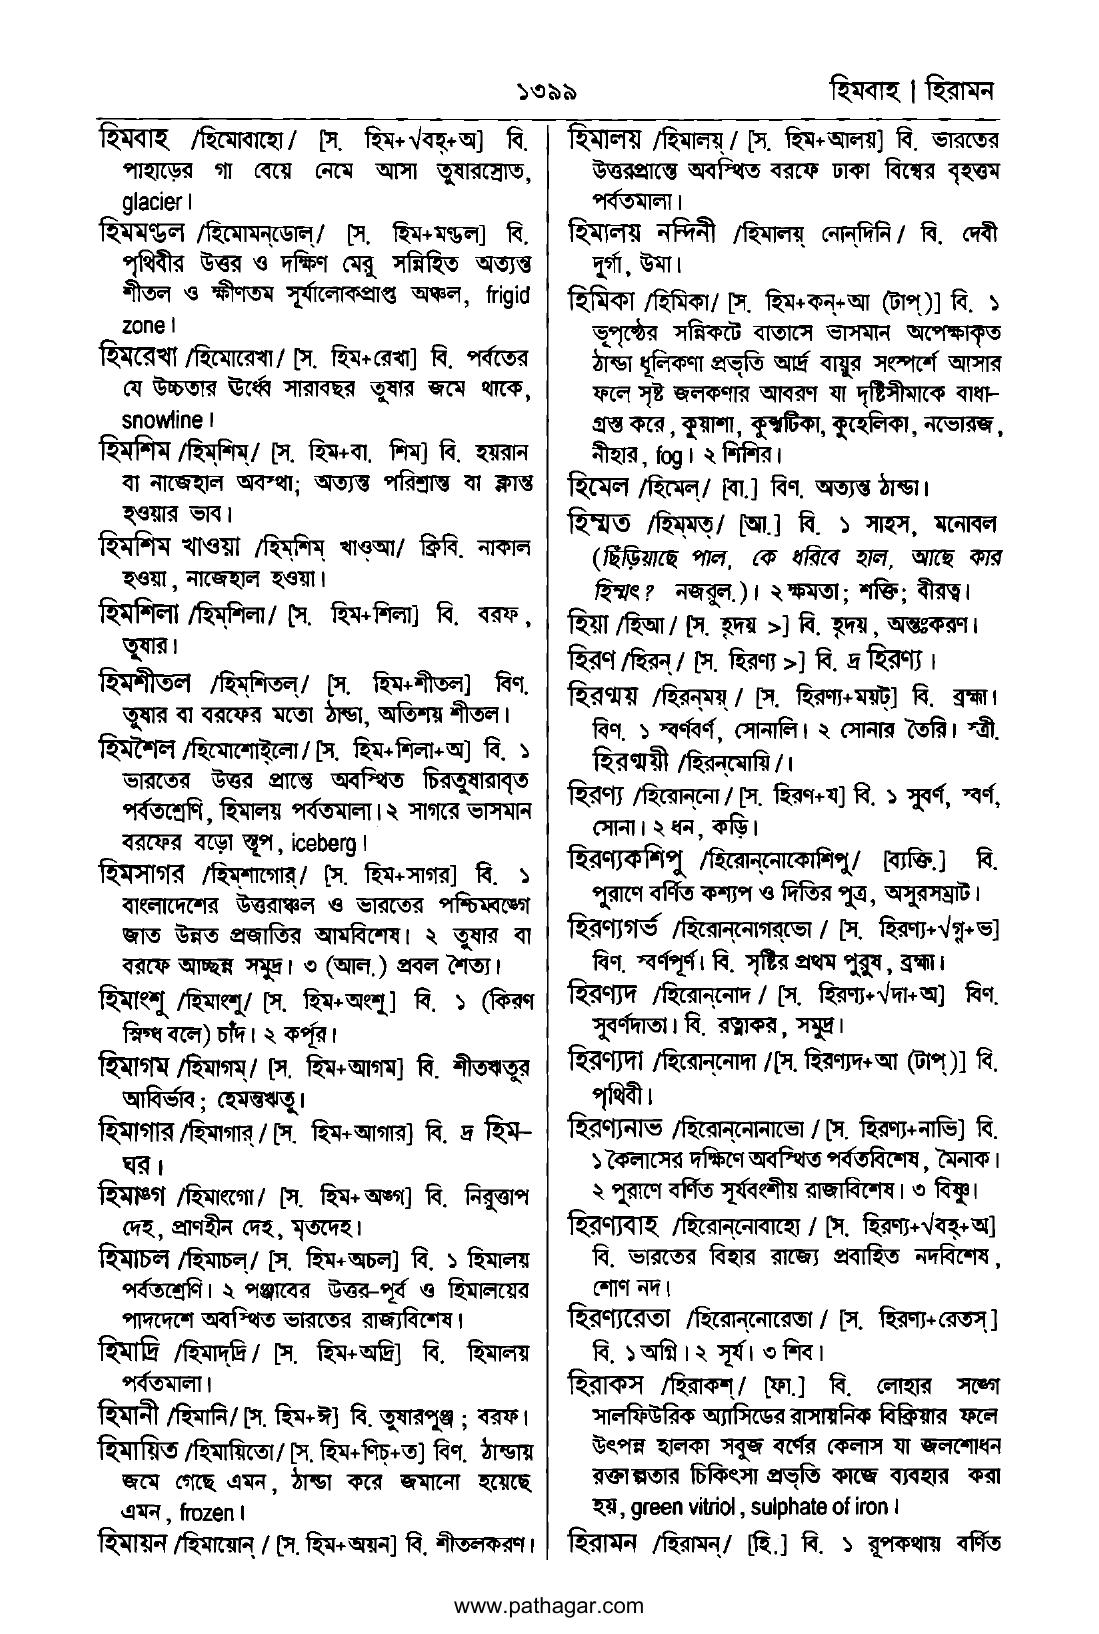 ১৩৯৯
হিমবাহ | হিরামন
হিমবাহ /হিমোবাহো/ [স. হিম+√বহ্+অ] বি.
পাহাড়ের গা বেয়ে নেমে আসা তুষারস্রোত,
glacier।
হিমমণ্ডল /হিমোমন্‌ডোল্/ [স. হিম+মণ্ডল] বি.
পৃথিবীর উত্তর ও দক্ষিণ মেরু সন্নিহিত অত্যন্ত
শীতল ও ক্ষীণতম সূর্যালোকপ্রাপ্ত অঞ্চল, frigid
zone।
হিমরেখা /হিমোরেখা/ [স. হিম+রেখা] বি. পর্বতের
যে উচ্চতার ঊর্ধ্বে সারাবছর তুষার জমে থাকে,
snowline।
হিমশিম /হিম্‌শিম্/ [স. হিম+বা. শিম] বি. হয়রান
বা নাজেহাল অবস্থা; অত্যন্ত পরিশ্রান্ত বা ক্লান্ত
হওয়ার ভাব।
হিমশিম খাওয়া /হিম্‌শিম্ খাওআ/ ক্রিবি. নাকাল
হওয়া, নাজেহাল হওয়া।
হিমশিলা /হিম্‌শিলা/ [স. হিম+শিলা] বি. বরফ,
তুষার।
হিমশীতল /হিম্‌শিতল্/ [স. হিম+শীতল] বিণ.
তুষার বা বরফের মতো ঠান্ডা, অতিশয় শীতল।
হিমশৈল /হিমোশোই্‌লো/ [স. হিম+শিলা+অ] বি. ১
ভারতের উত্তর প্রান্তে অবস্থিত চিরতুষারাবৃত
পর্বতশ্রেণি, হিমালয় পর্বতমালা। ২ সাগরে ভাসমান
বরফের বড়ো স্তূপ, iceberg।
হিমসাগর /হিম্‌শাগোর্/ [স. হিম+সাগর] বি. ১
বাংলাদেশের উত্তরাঞ্চল ও ভারতের পশ্চিমবঙ্গে
জাত উন্নত প্রজাতির আমবিশেষ। ২ তুষার বা
বরফে আচ্ছন্ন সমুদ্র। ৩ (আল.) প্রবল শৈত্য।
হিমাংশু /হিমাংশু/ [স. হিম+অংশু] বি. ১ (কিরণ
স্নিগ্ধ বলে) চাঁদ। ২ কর্পূর।
হিমাগম /হিমাগম্/ [স. হিম+আগম] বি. শীতঋতুর
আবির্ভাব; হেমন্তঋতু।
হিমাগার /হিমাগার্/ [স. হিম+আগার] বি. দ্র হিম-
ঘর।
হিমাঙ্গ /হিমাংগো/ [স. হিম+অঙ্গ] বি. নিরুত্তাপ
দেহ, প্রাণহীন দেহ, মৃতদেহ।
হিমাচল /হিমাচল্/ [স. হিম+অচল] বি. ১ হিমালয়
পর্বতশ্রেণি। ২ পঞ্জাবের উত্তর-পূর্ব ও হিমালয়ের
পাদদেশে অবস্থিত ভারতের রাজ্যবিশেষ।
হিমাদ্রি /হিমাদ্‌দ্রি/ [স. হিম+অদ্রি] বি. হিমালয়
পর্বতমালা।
হিমানী /হিমানি/ [স. হিম+ঈ] বি. তুষারপুঞ্জ; বরফ।
হিমায়িত /হিমায়িতো/ [স. হিম+ণিচ্+ত] বিণ. ঠান্ডায়
জমে গেছে এমন, ঠান্ডা করে জমানো হয়েছে
এমন, frozen।
হিমায়ন /হিমায়োন্/ [স. হিম+অয়ন] বি. শীতলকরণ।
হিমালয় /হিমালয়্/ [স. হিম+আলয়] বি. ভারতের
উত্তরপ্রান্তে অবস্থিত বরফে ঢাকা বিশ্বের বৃহত্তম
পর্বতমালা।
হিমালয় নন্দিনী /হিমালয়্ নোন্‌দিনি/ বি. দেবী
দুর্গা, উমা।
হিমিকা /হিমিকা/ [স. হিম+কন্+আ (টাপ্)] বি. ১
ভূপৃষ্ঠের সন্নিকটে বাতাসে ভাসমান অপেক্ষাকৃত
ঠান্ডা ধূলিকণা প্রভৃতি আর্দ্র বায়ুর সংস্পর্শে আসার
ফলে সৃষ্ট জলকণার আবরণ যা দৃষ্টিসীমাকে বাধা-
গ্রস্ত করে, কুয়াশা, কুজ্ঝটিকা, কুহেলিকা, নভোরজ,
নীহার, fog। ২ শিশির।
হিমেল /হিমেল্/ [বা.] বিণ. অত্যন্ত ঠান্ডা।
হিম্মত /হিম্‌মত্/ [আ.] বি. ১ সাহস, মনোবল
(ছিঁড়িয়াছে পাল, কে ধরিবে হাল, আছে কার
হিম্মৎ? নজরুল.)। ২ ক্ষমতা; শক্তি; বীরত্ব।
হিয়া /হিআ/ [স. হৃদয় >] বি. হৃদয়, অন্তঃকরণ।
হিরণ /হিরন্/ [স. হিরণ্য >] বি. দ্র হিরণ্য।
হিরণ্ময় /হিরন্‌ময়্/ [স. হিরণ্য+ময়ট্] বি. ব্রহ্মা।
বিণ. ১ স্বর্ণবর্ণ, সোনালি। ২ সোনার তৈরি। স্ত্রী.
হিরণ্ময়ী /হিরন্‌মোয়ি/।
হিরণ্য /হিরোন্‌নো/ [স. হিরণ+য] বি. ১ সুবর্ণ, স্বর্ণ,
সোনা। ২ ধন, কড়ি।
হিরণ্যকশিপু /হিরোন্‌নোকোশিপু/ [ব্যক্তি.] বি.
পুরাণে বর্ণিত কশ্যপ ও দিতির পুত্র, অসুরসম্রাট।
হিরণ্যগর্ভ /হিরোন্‌নোগর্‌ভো/ [স. হিরণ্য+√গৃ+ভ]
বিণ. স্বর্ণপূর্ণ। বি. সৃষ্টির প্রথম পুরুষ, ব্রহ্মা।
হিরণ্যদ /হিরোন্‌নোদ/ [স. হিরণ্য+√দা+অ] বিণ.
সুবর্ণদাতা। বি. রত্নাকর, সমুদ্র।
হিরণ্যদা /হিরোন্‌নোদা /[স. হিরণ্যদ+আ (টাপ্)] বি.
পৃথিবী।
হিরণ্যনাভ /হিরোন্‌নোনাভো/ [স. হিরণ্য+নাভি] বি.
১ কৈলাসের দক্ষিণে অবস্থিত পর্বতবিশেষ, মৈনাক।
২ পুরাণে বর্ণিত সূর্যবংশীয় রাজাবিশেষ। ৩ বিষ্ণু।
হিরণ্যবাহ /হিরোন্‌নোবাহো/ [স. হিরণ্য+√বহ্+অ]
বি. ভারতের বিহার রাজ্যে প্রবাহিত নদবিশেষ,
শোণ নদ।
হিরণ্যরেতা /হিরোন্‌নোরেতা/ [স. হিরণ্য+রেতস্]
বি. ১ অগ্নি। ২ সূর্য। ৩ শিব।
হিরাকস /হিরাকশ্/ [ফা.] বি. লোহার সঙ্গে
সালফিউরিক অ্যাসিডের রাসায়নিক বিক্রিয়ার ফলে
উৎপন্ন হালকা সবুজ বর্ণের কেলাস যা জলশোধন
রক্তাল্পতার চিকিৎসা প্রভৃতি কাজে ব্যবহার করা
হয়, green vitriol, sulphate of iron।
হিরামন /হিরামন্/ [হি.] বি. ১ রূপকথায় বর্ণিত
www.pathagar.com